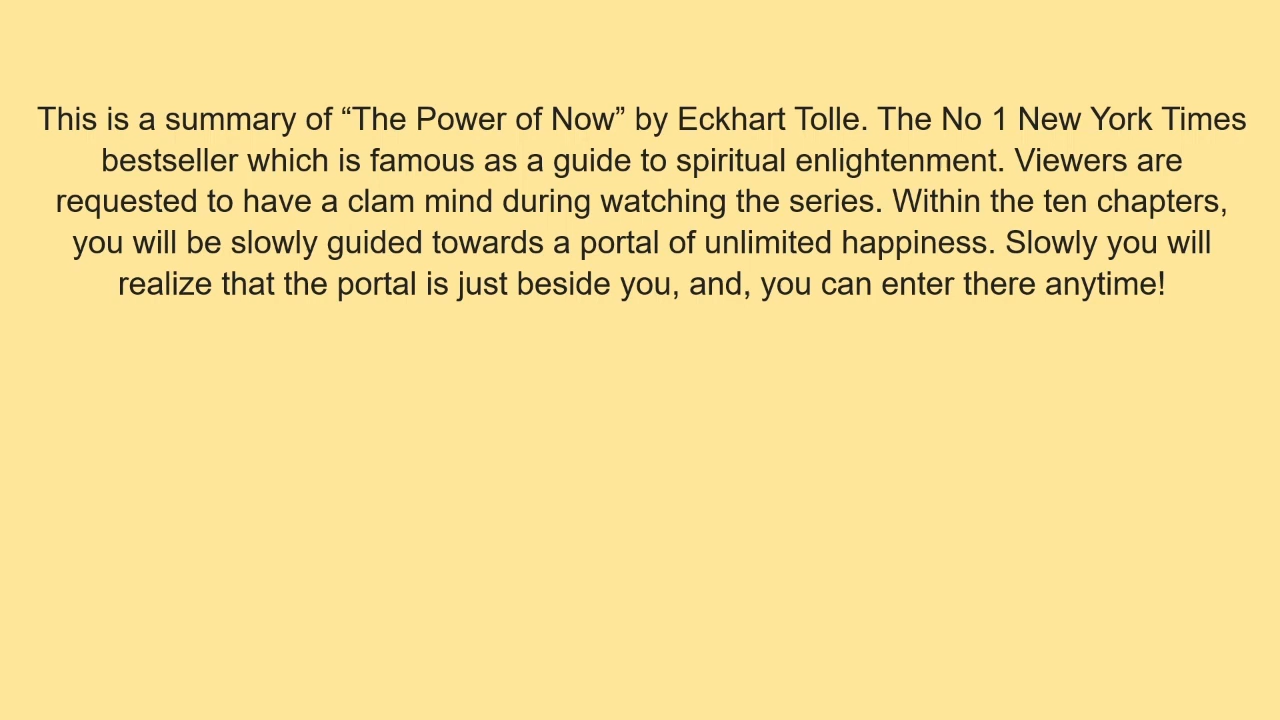 This is a summary of “The Power of Now” by Eckhart Tolle. The No 1 New York Times
bestseller which is famous as a guide to spiritual enlightenment. Viewers are
requested to have a clam mind during watching the series. Within the ten chapters,
you will be slowly guided towards a portal of unlimited happiness. Slowly you will
realize that the portal is just beside you, and, you can enter there anytime!